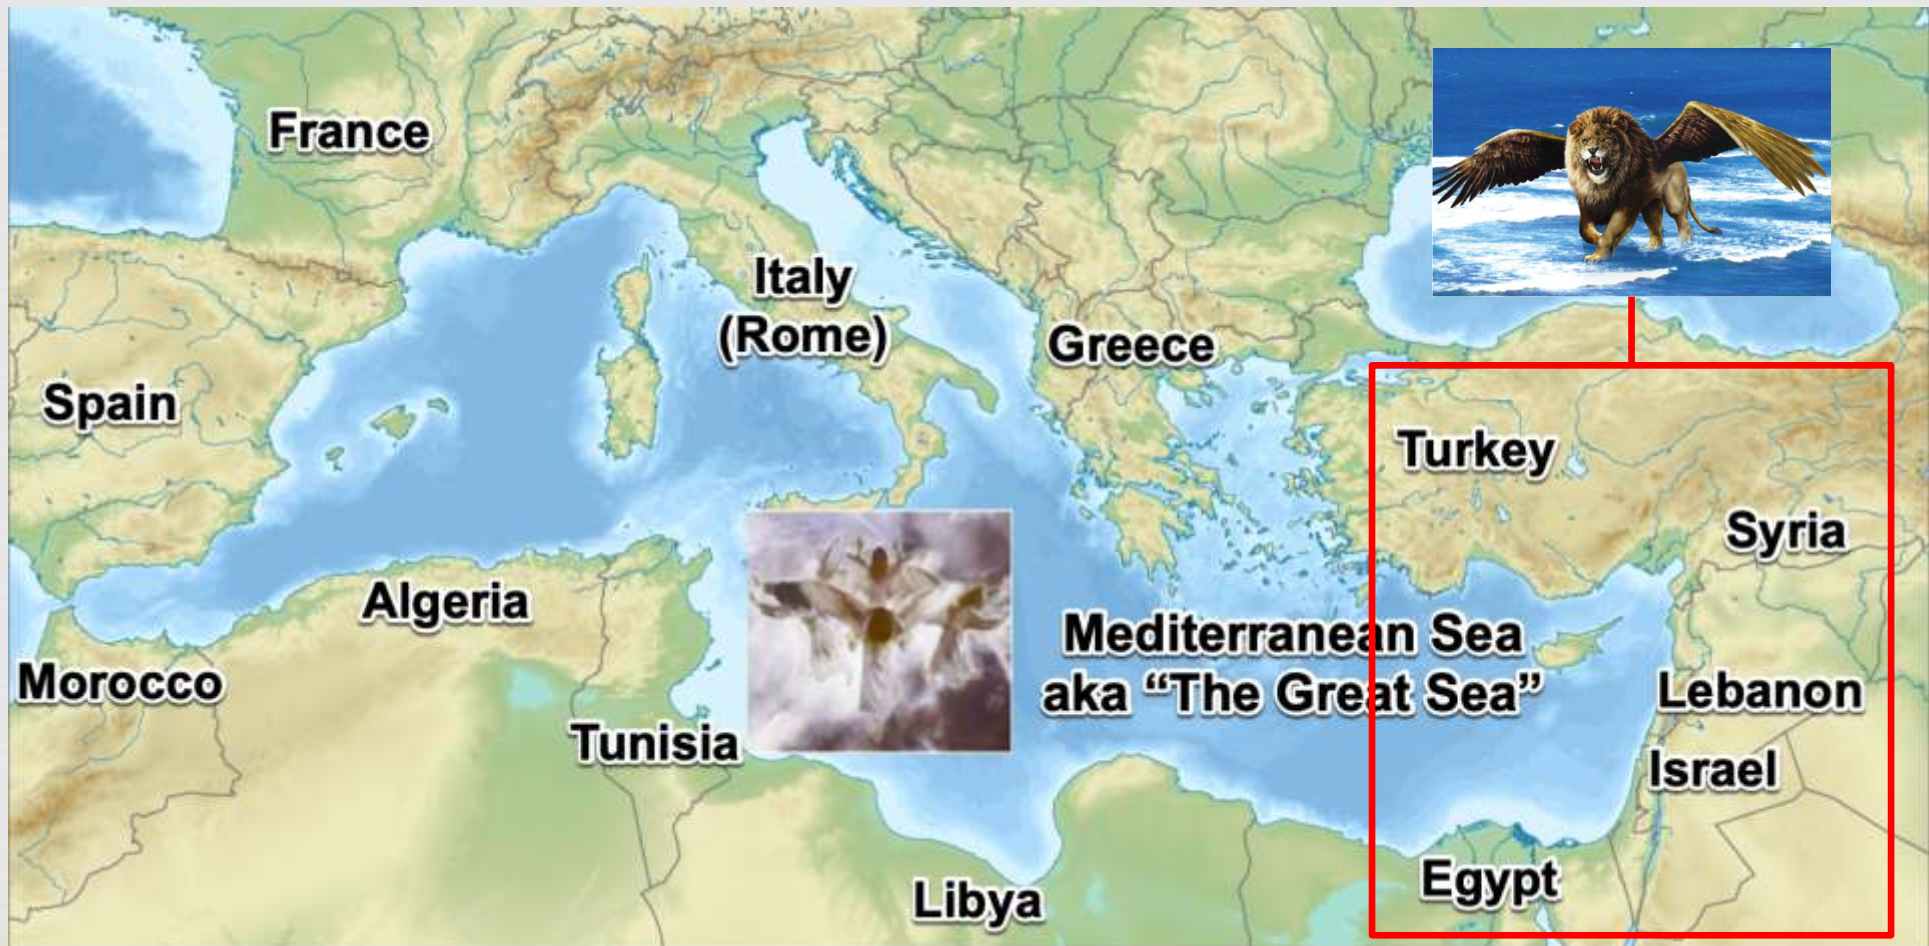 France
Italy
(Rome)
Greece
Spain
Turkey
Syria
Algeria
Mediterranean Sea
aka “The Great Sea”
Morocco
Lebanon
Tunisia
Israel
Egypt
Libya